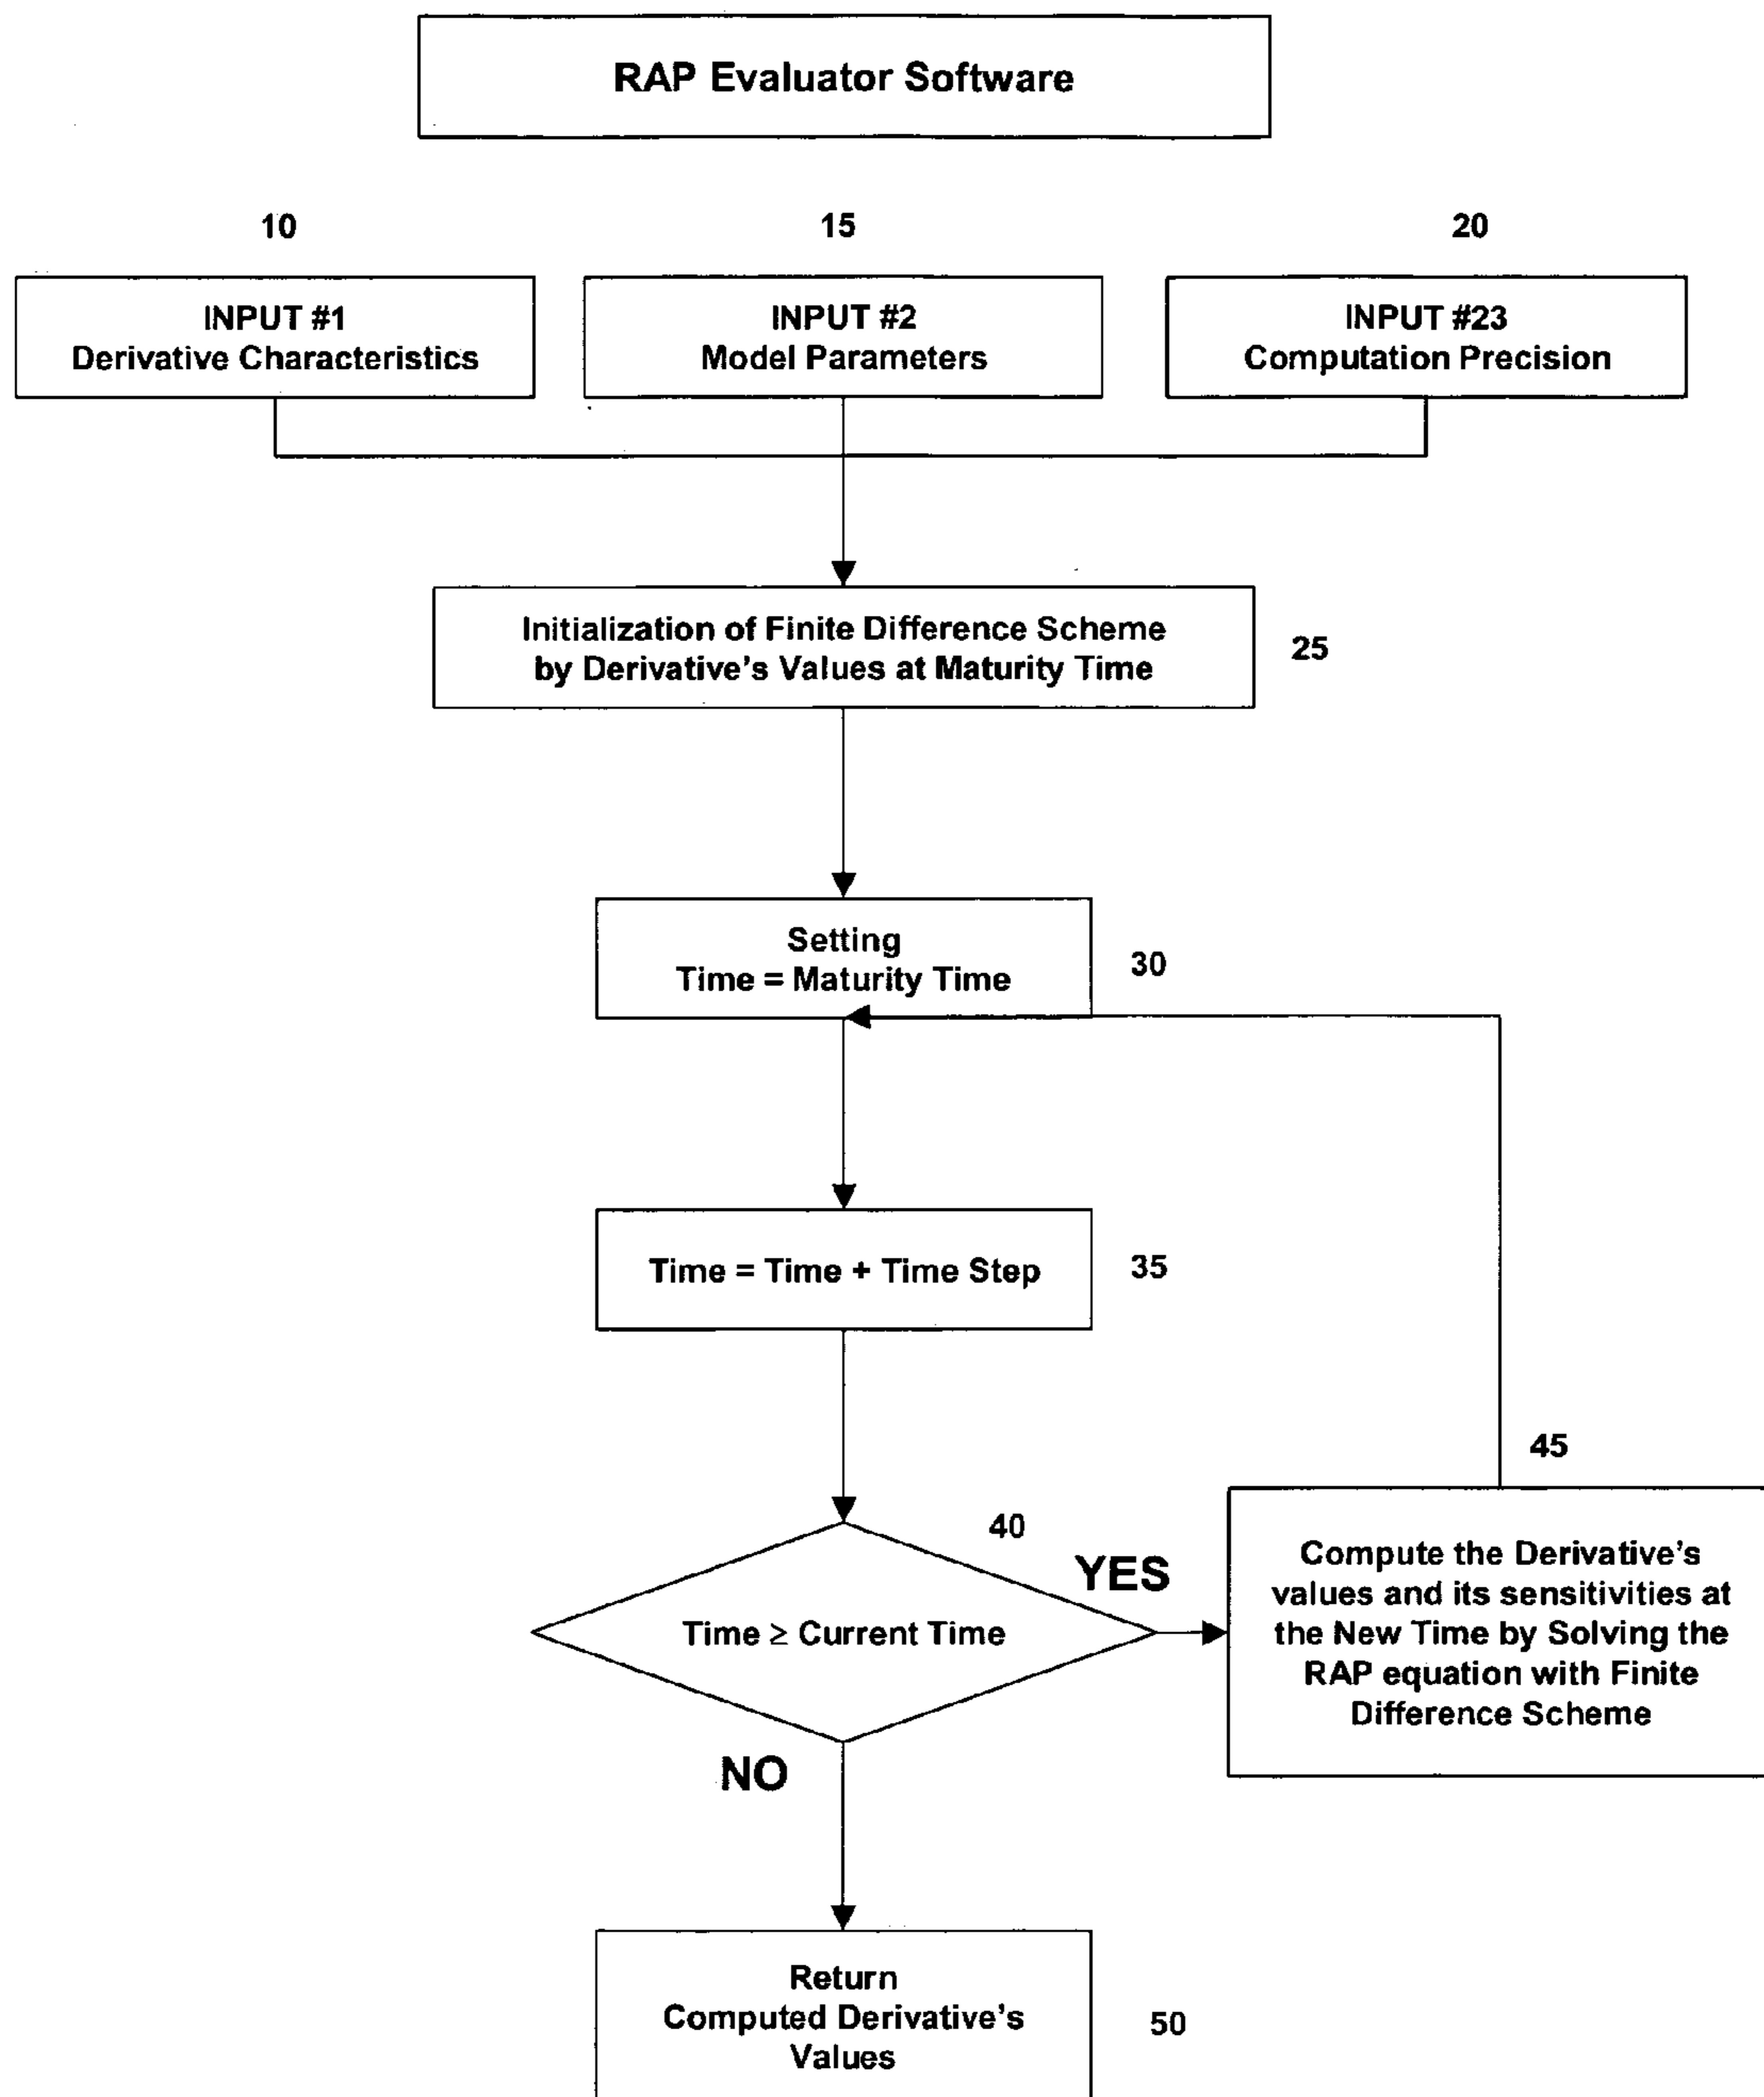 RAP Evaluator Software
10
15
20
INPUT #1
Derivative Characteristics
INPUT #2
Model Parameters
INPUT #23
Computation Precision
Initialization of Finite Difference Scheme
by Derivative's Values at Maturity Time
25
Setting
Time = Maturity Time
30
Time = Time + Time Step
35
40
Time ≥ Current Time
YES
45
Compute the Derivative's
values and its sensitivities at
the New Time by Solving the
RAP equation with Finite
Difference Scheme
NO
Return
Computed Derivative's
Values
50